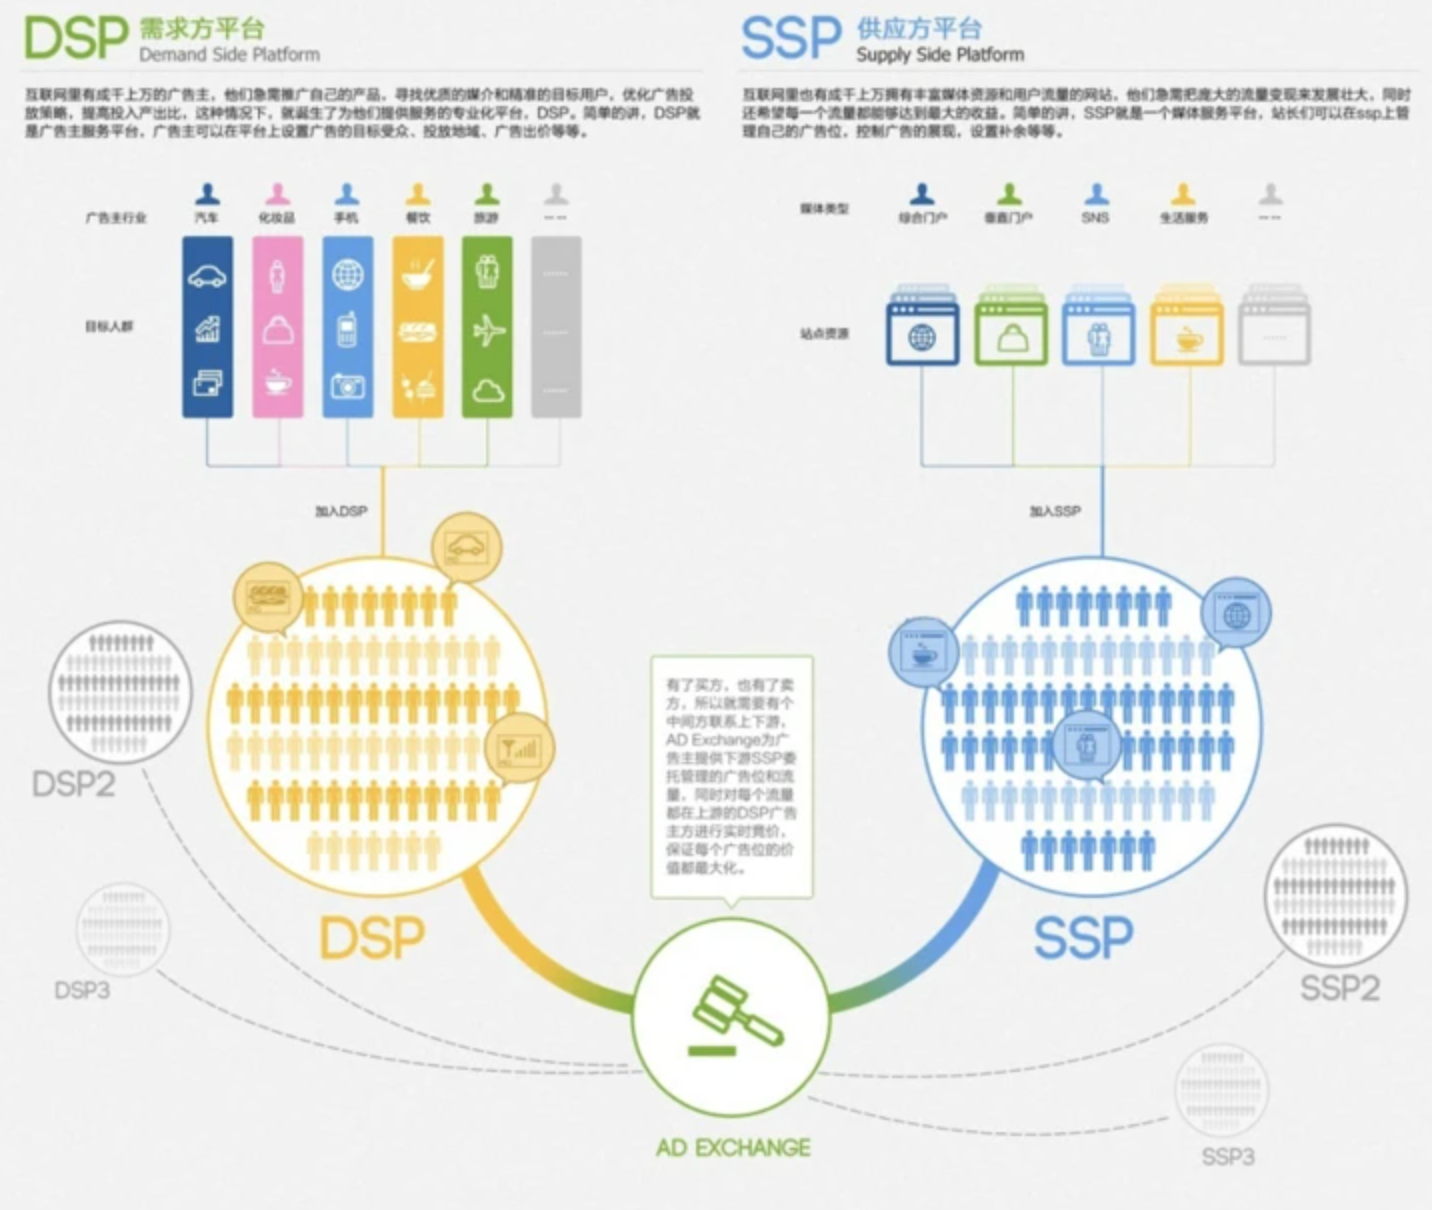 DSP 需求方平台
Demand Side Platform
互联网里有成千上万的广告主，他们急需推广自己的产品，寻找优质的媒介和精准的目标用户，优化广告投
放策略，提高投入产出比，这种情况下，就诞生了为他们提供服务的专业化平台，DSP。简单的讲，DSP就
是广告主服务平台，广告主可以在平台上设置广告的目标受众、投放地域、广告出价等等。
广告主行业 汽车 化妆品 手机 餐饮 旅游 -- --
目标人群
......
......
......
加入DSP
DSP
DSP2
DSP3
SSP 供应方平台
Supply Side Platform
互联网里也有成千上万拥有丰富媒体资源和用户流量的网站，他们急需把庞大的流量变现来发展壮大，同时
还希望每一个流量都能够达到最大的收益。简单的讲，SSP就是一个媒体服务平台，站长们可以在ssp上管
理自己的广告位，控制广告的展现，设置补余等等。
媒体类型 综合门户 垂直门户 SNS 生活服务 -- --
站点资源
......
加入SSP
SSP
SSP2
SSP3
有了买方，也有了卖
方，所以就需要有个
中间方联系上下游，
AD Exchange为广
告主提供下游SSP委
托管理的广告位和流
量，同时对每个流量
都在上游的DSP广告
主方进行实时竞价，
保证每个广告位的价
值都最大化。
AD EXCHANGE